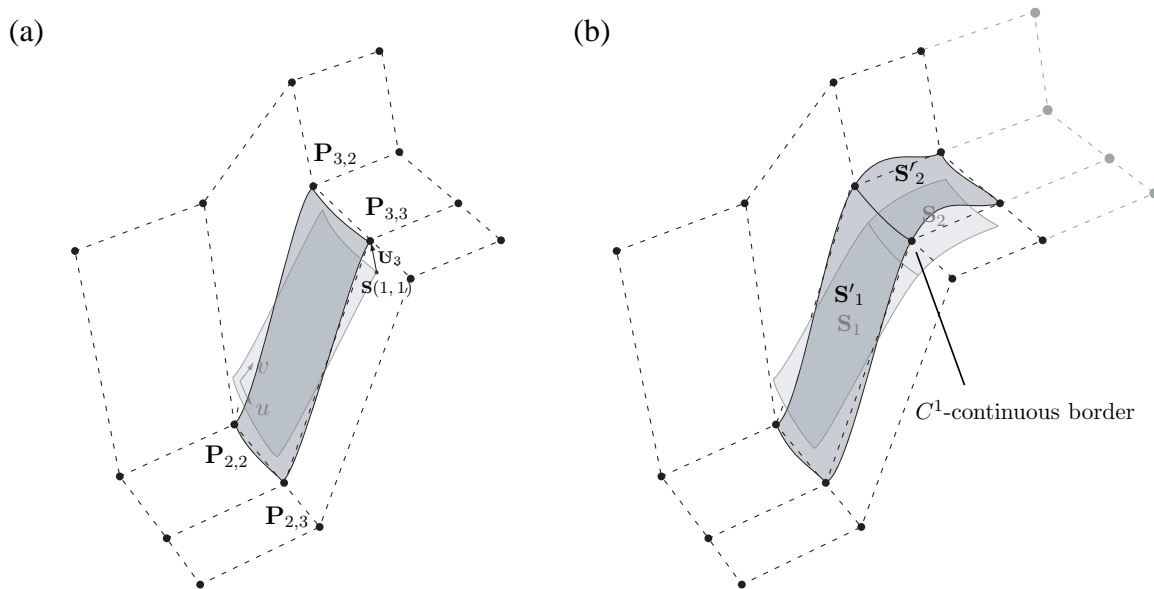 (a)
P3,2
P3,3
U3
S(1, 1)
v
u
P2,2
P2,3
(b)
S′2
S2
S′1
S1
C1-continuous border